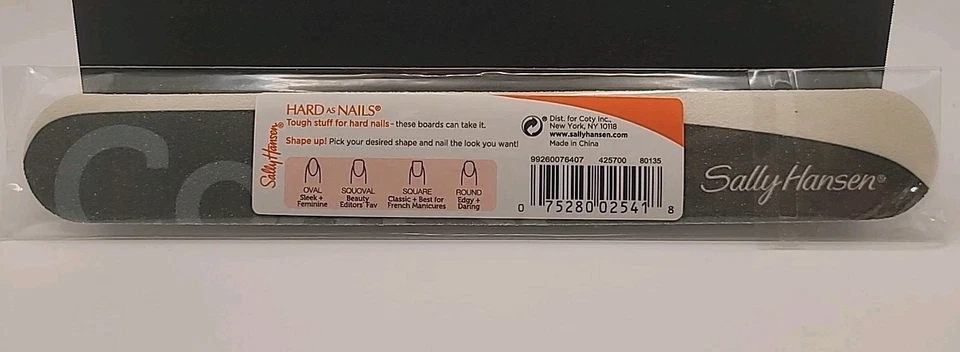 Co
Sally Hansen®
HARD AS NAILS®
Tough stuff for hard nails - these boards can take it.
Shape up! Pick your desired shape and nail the look you want!
OVAL
Sleek +
Feminine
SQUOVAL
Beauty
Editors' Fav
SQUARE
Classic + Best for
French Manicures
ROUND
Edgy +
Daring
® Dist. for Coty Inc.,
New York, NY 10118
www.sallyhansen.com
Made in China
99260076407 425700 80135
0 75280 02541 8
Sally Hansen®